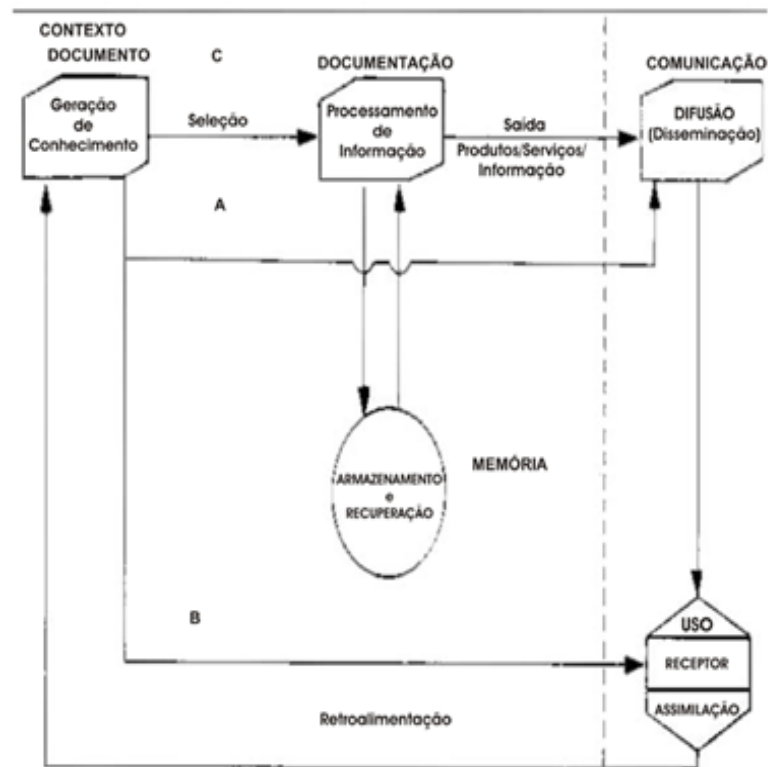 CONTEXTO
DOCUMENTO
C
DOCUMENTAÇÃO
COMUNICAÇÃO
Geração
de
Conhecimento
Seleção
Processamento
de
Informação
Saída
Produtos/Serviços/
Informação
DIFUSÃO
(Disseminação)
A
ARMAZENAMENTO
e
RECUPERAÇÃO
MEMÓRIA
B
USO
RECEPTOR
ASSIMILAÇÃO
Retroalimentação